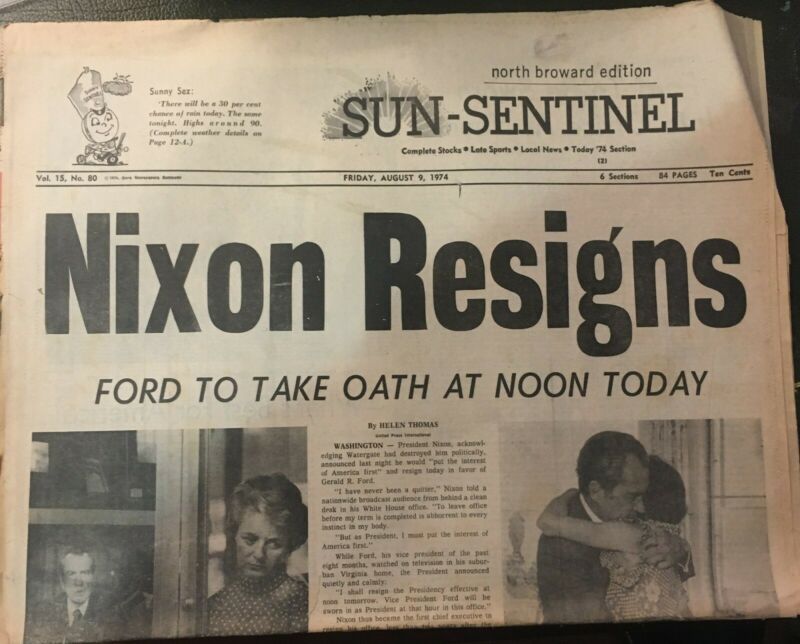 north broward edition
Sunny Sez:
'There will be a 30 per cent
chance of rain today. The same
tonight. Highs around 90.
(Complete weather details on
Page 12-A.)
SUN-SENTINEL
Complete Stocks • Late Sports • Local News • Today '74 Section
(2)
Vol. 15, No. 80 FRIDAY, AUGUST 9, 1974 6 Sections 84 PAGES Ten Cents
Nixon Resigns
FORD TO TAKE OATH AT NOON TODAY
By HELEN THOMAS
United Press International
WASHINGTON — President Nixon, acknowl-
edging Watergate had destroyed him politically,
announced last night he would "put the interest
of America first" and resign today in favor of
Gerald R. Ford.
"I have never been a quitter," Nixon told a
nationwide broadcast audience from behind a clean
desk in his White House office. "To leave office
before my term is completed is abhorrent to every
instinct in my body.
"But as President, I must put the interest of
America first."
While Ford, his vice president of the past
eight months, watched on television in his subur-
ban Virginia home, the President announced
quietly and calmly:
"I shall resign the Presidency effective at
noon tomorrow. Vice President Ford will be
sworn in as President at that hour in this office."
Nixon thus became the first chief executive to
resign his office, less than two years after the